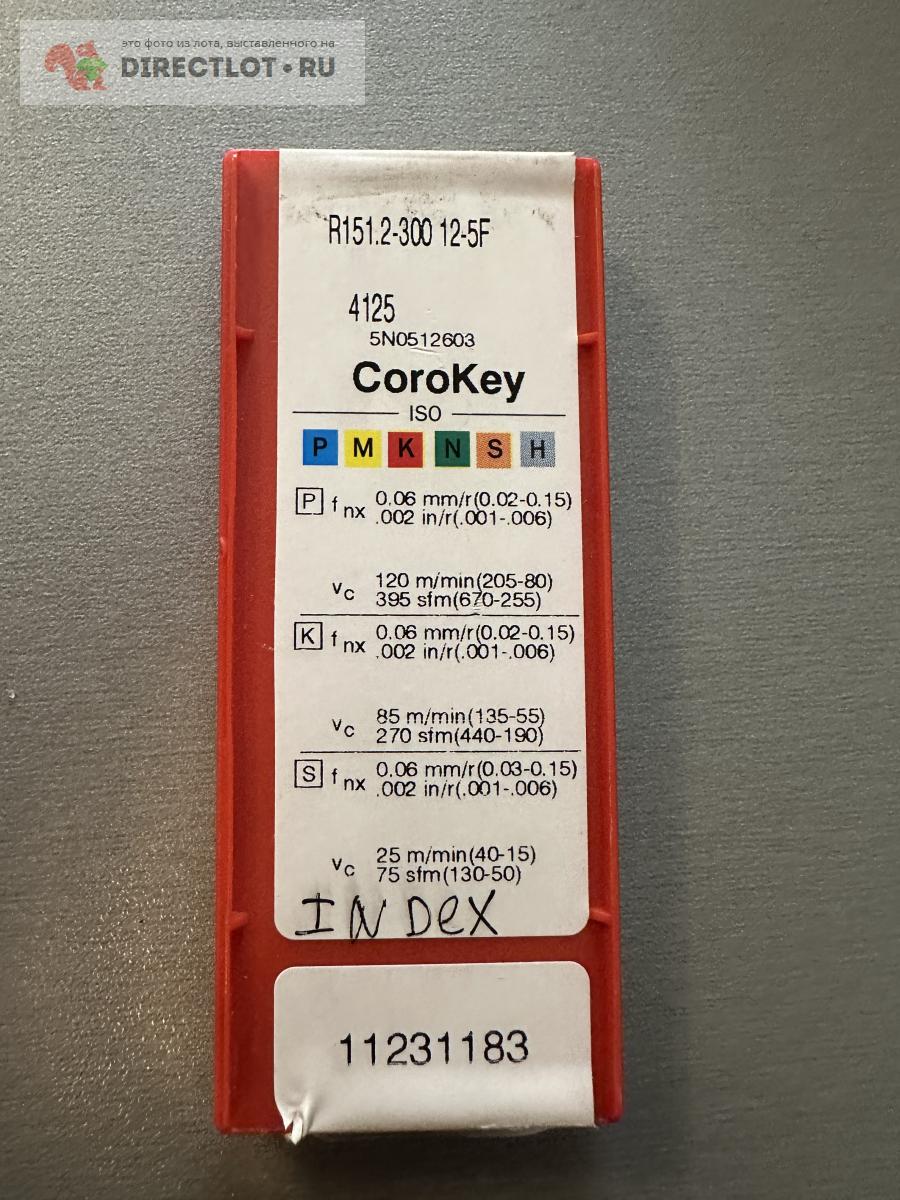 это фото из лота, выставленного на
DIRECTLOT • RU
R151.2-300 12-5F
4125
5N0512603
CoroKey
ISO
P M K N S H
P f nx 0.06 mm/r(0.02-0.15)
.002 in/r(.001-.006)
vc 120 m/min(205-80)
395 sfm(670-255)
K f nx 0.06 mm/r(0.02-0.15)
.002 in/r(.001-.006)
vc 85 m/min(135-55)
270 sfm(440-190)
S f nx 0.06 mm/r(0.03-0.15)
.002 in/r(.001-.006)
vc 25 m/min(40-15)
75 sfm(130-50)
INDeX
11231183